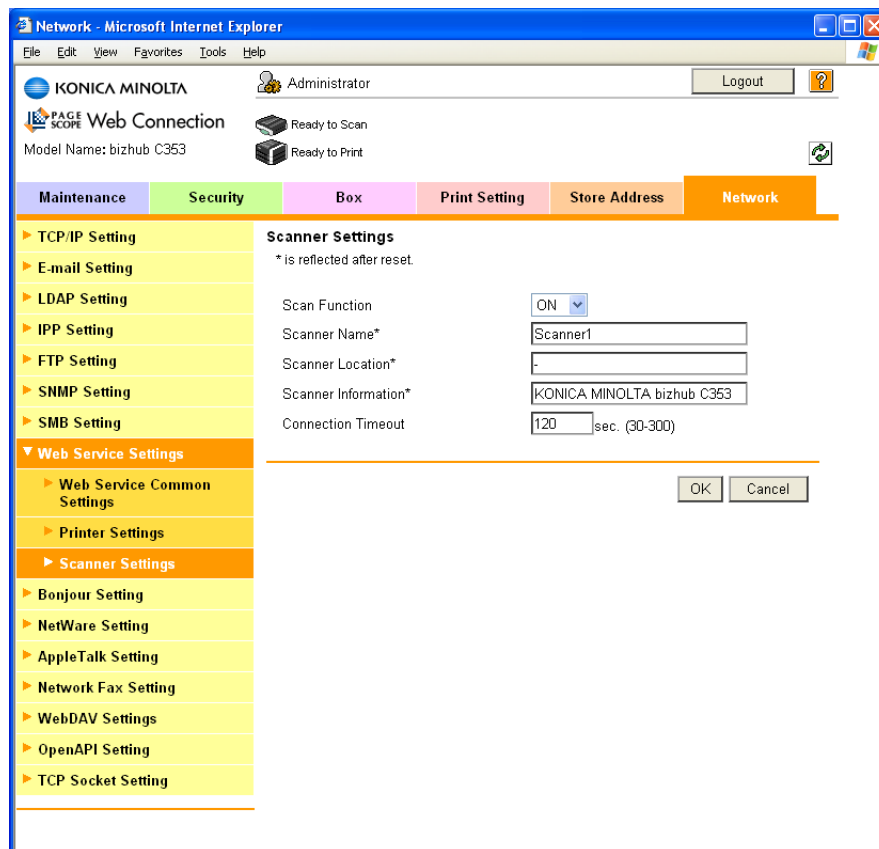 Network - Microsoft Internet Explorer
File Edit View Favorites Tools Help
KONICA MINOLTA
Administrator
Logout
?
PAGE SCOPE Web Connection
Ready to Scan
Model Name: bizhub C353
Ready to Print
Maintenance Security Box Print Setting Store Address Network
TCP/IP Setting
E-mail Setting
LDAP Setting
IPP Setting
FTP Setting
SNMP Setting
SMB Setting
Web Service Settings
Web Service Common
Settings
Printer Settings
Scanner Settings
Bonjour Setting
NetWare Setting
AppleTalk Setting
Network Fax Setting
WebDAV Settings
OpenAPI Setting
TCP Socket Setting
Scanner Settings
* is reflected after reset.
Scan Function ON
Scanner Name* Scanner1
Scanner Location* -
Scanner Information* KONICA MINOLTA bizhub C353
Connection Timeout 120 sec. (30-300)
OK Cancel